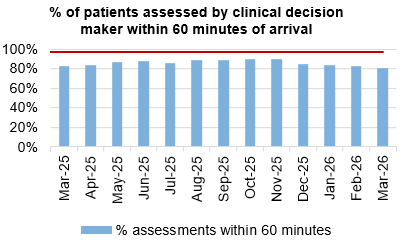 % of patients assessed by clinical decision
maker within 60 minutes of arrival
100%
80%
60%
40%
20%
0%
Mar-25
Apr-25
May-25
Jun-25
Jul-25
Aug-25
Sep-25
Oct-25
Nov-25
Dec-25
Jan-26
Feb-26
Mar-26
% assessments within 60 minutes